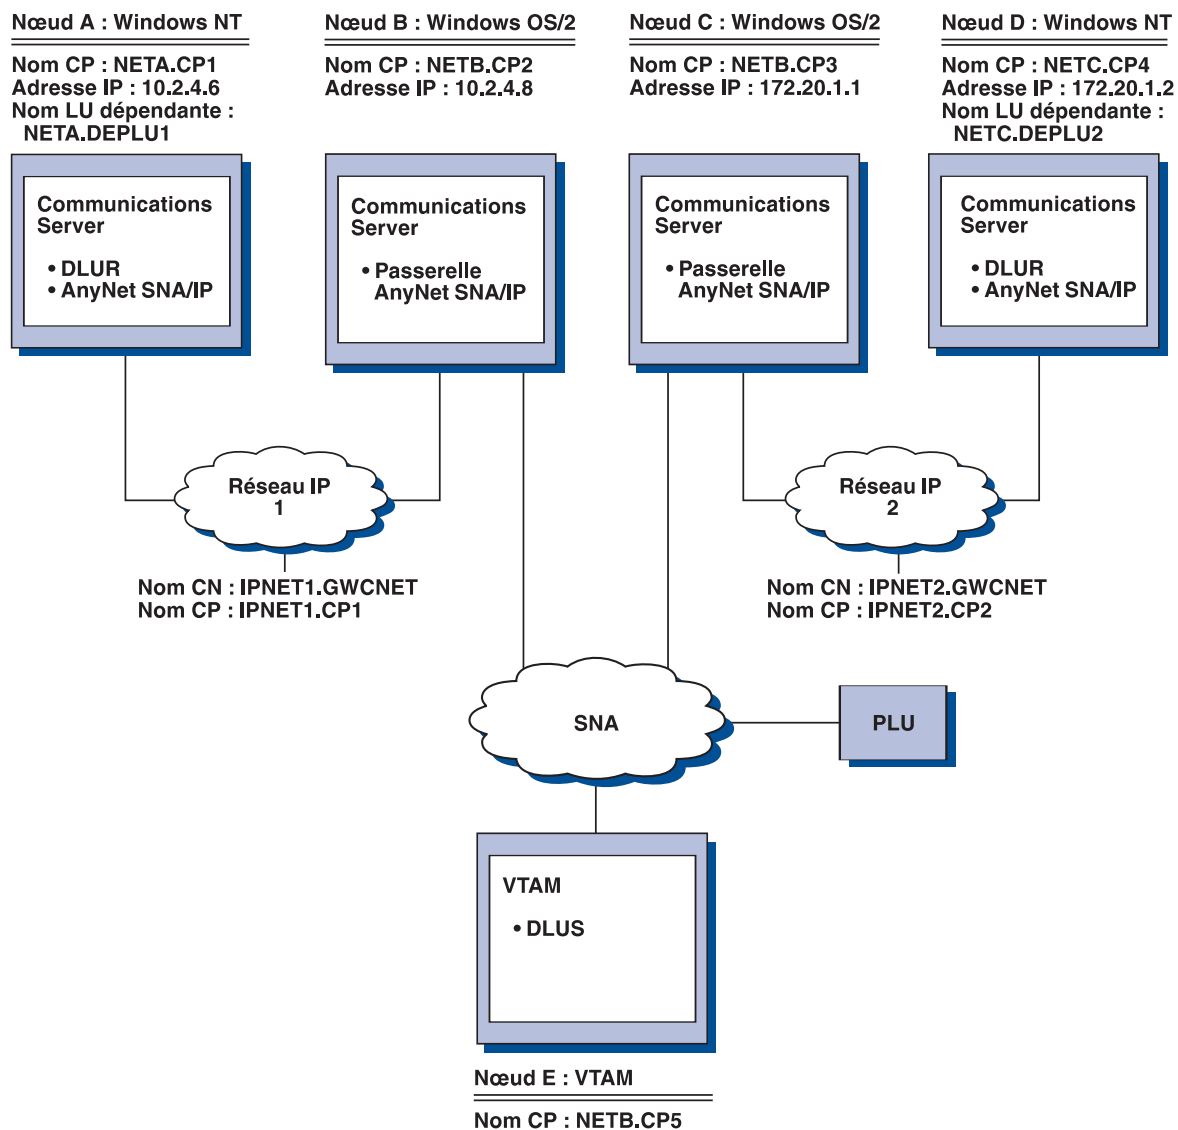 Nœud A : Windows NT
Nom CP : NETA.CP1
Adresse IP : 10.2.4.6
Nom LU dépendante :
NETA.DEPLU1
Communications
Server
• DLUR
• AnyNet SNA/IP
Nœud B : Windows OS/2
Nom CP : NETB.CP2
Adresse IP : 10.2.4.8
Communications
Server
• Passerelle
AnyNet SNA/IP
Nœud C : Windows OS/2
Nom CP : NETB.CP3
Adresse IP : 172.20.1.1
Communications
Server
• Passerelle
AnyNet SNA/IP
Nœud D : Windows NT
Nom CP : NETC.CP4
Adresse IP : 172.20.1.2
Nom LU dépendante :
NETC.DEPLU2
Communications
Server
• DLUR
• AnyNet SNA/IP
Réseau IP
1
Nom CN : IPNET1.GWCNET
Nom CP : IPNET1.CP1
Réseau IP
2
Nom CN : IPNET2.GWCNET
Nom CP : IPNET2.CP2
SNA
PLU
VTAM
• DLUS
Nœud E : VTAM
Nom CP : NETB.CP5